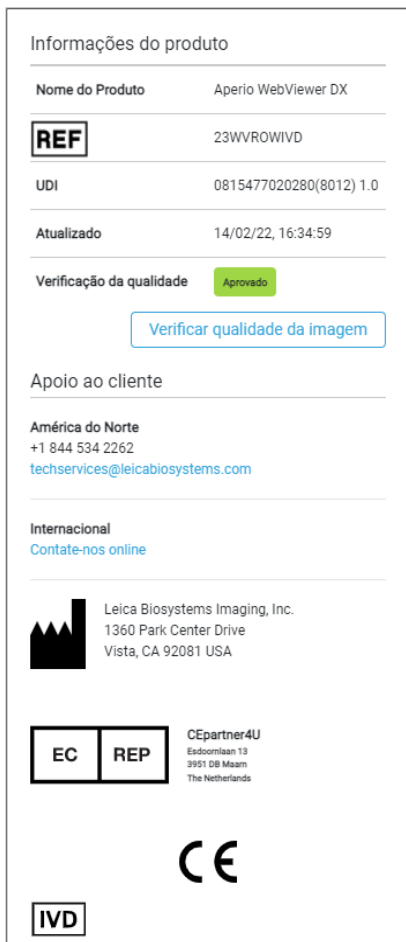 Informações do produto
Nome do Produto Aperio WebViewer DX
REF 23WVROWIVD
UDI 0815477020280(8012) 1.0
Atualizado 14/02/22, 16:34:59
Verificação da qualidade Aprovado
Verificar qualidade da imagem
Apoio ao cliente
América do Norte
+1 844 534 2262
techservices@leicabiosystems.com
Internacional
Contate-nos online
Leica Biosystems Imaging, Inc.
1360 Park Center Drive
Vista, CA 92081 USA
EC REP
CEpartner4U
Esdoornlaan 13
3951 DB Maarn
The Netherlands
CE
IVD